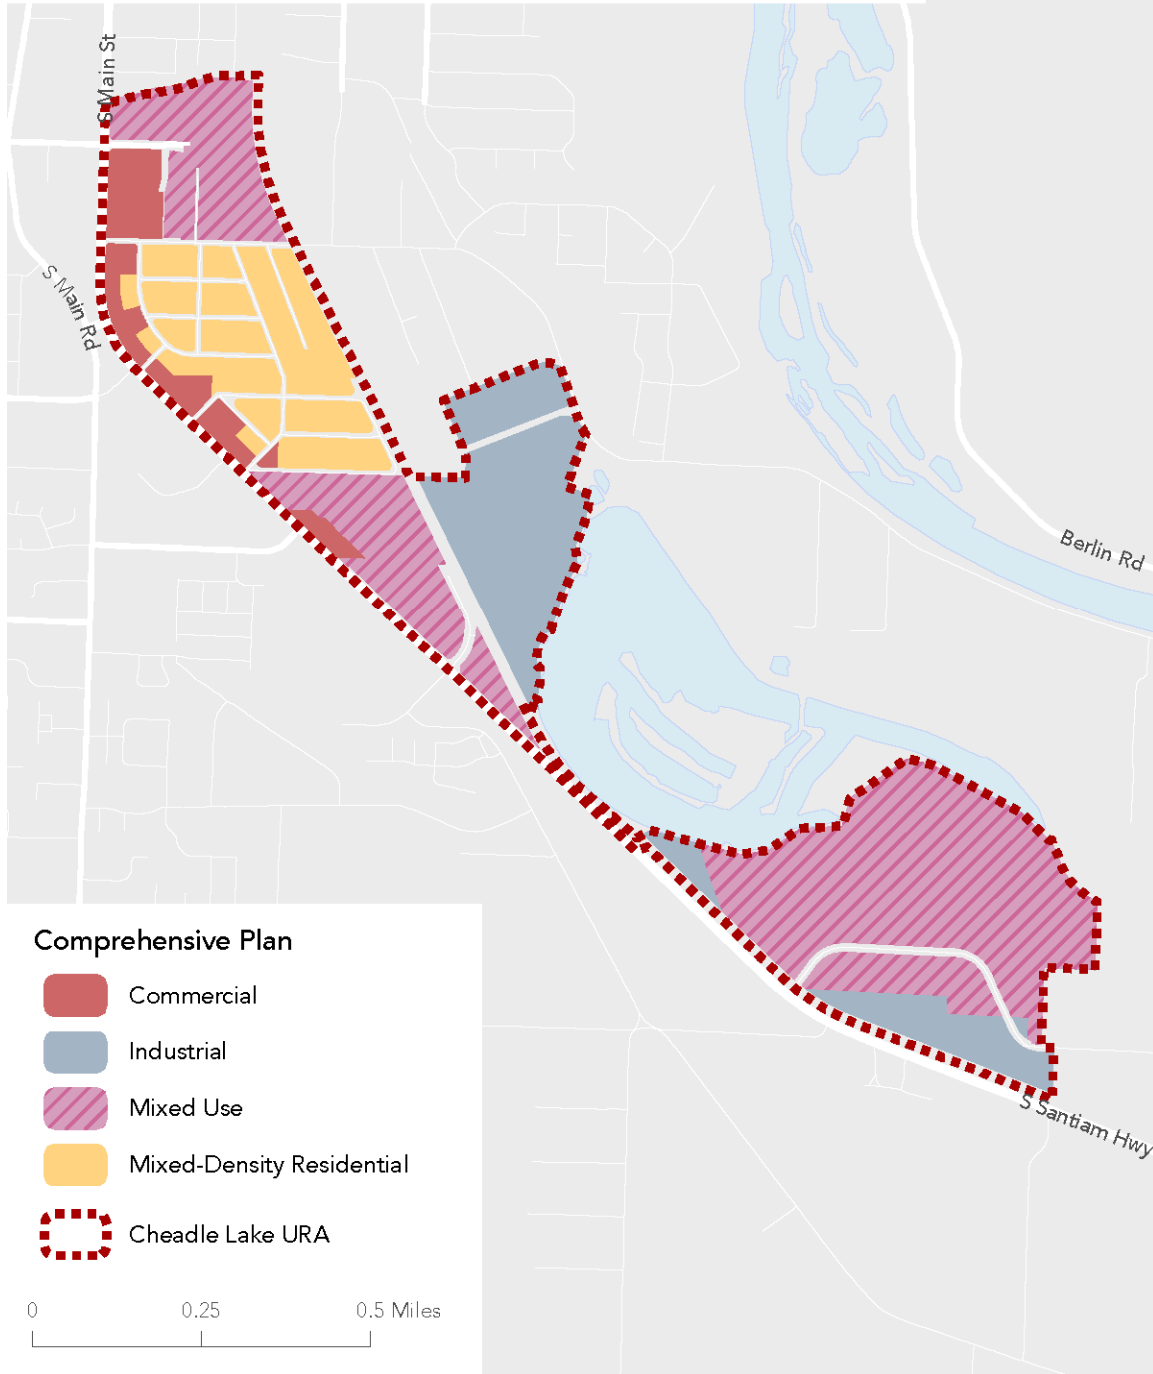 S Main St
S Main Rd
Berlin Rd
Comprehensive Plan
Commercial
Industrial
Mixed Use
Mixed-Density Residential
Cheadle Lake URA
S Santiam Hwy
0 0.25 0.5 Miles